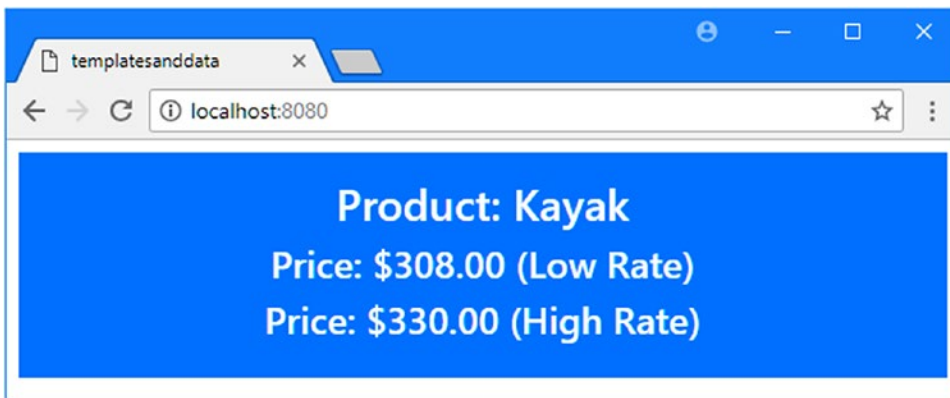 templatesanddata
localhost:8080
Product: Kayak
Price: $308.00 (Low Rate)
Price: $330.00 (High Rate)